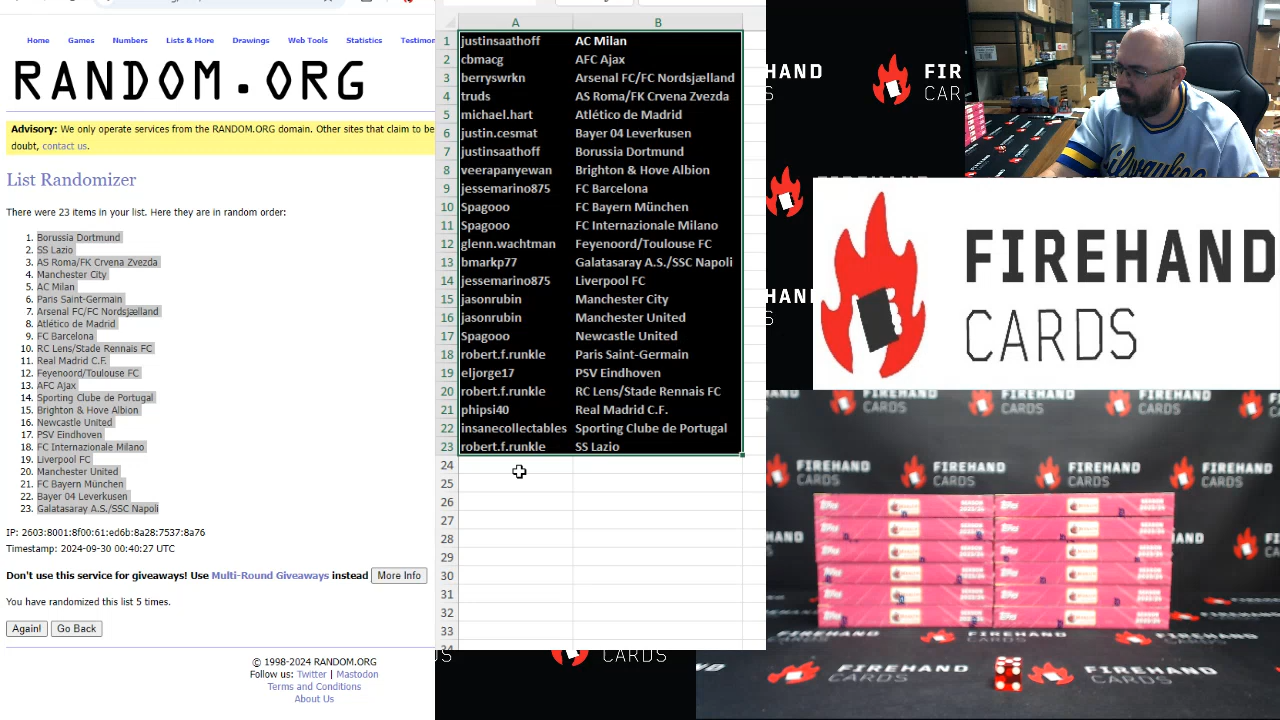 Home Games Numbers Lists & More Drawings Web Tools Statistics Testimor
RANDOM.ORG
Advisory: We only operate services from the RANDOM.ORG domain. Other sites that claim to be
doubt, contact us.
List Randomizer
There were 23 items in your list. Here they are in random order:
1. Borussia Dortmund
2. SS Lazio
3. AS Roma/FK Crvena Zvezda
4. Manchester City
5. AC Milan
6. Paris Saint-Germain
7. Arsenal FC/FC Nordsjælland
8. Atlético de Madrid
9. FC Barcelona
10. RC Lens/Stade Rennais FC
11. Real Madrid C.F.
12. Feyenoord/Toulouse FC
13. AFC Ajax
14. Sporting Clube de Portugal
15. Brighton & Hove Albion
16. Newcastle United
17. PSV Eindhoven
18. FC Internazionale Milano
19. Liverpool FC
20. Manchester United
21. FC Bayern München
22. Bayer 04 Leverkusen
23. Galatasaray A.S./SSC Napoli
IP: 2603:8001:8f00:61:ed6b:8a28:7537:8a76
Timestamp: 2024-09-30 00:40:27 UTC
Don't use this service for giveaways! Use Multi-Round Giveaways instead More Info
You have randomized this list 5 times.
Again! Go Back
© 1998-2024 RANDOM.ORG
Follow us: Twitter | Mastodon
Terms and Conditions
About Us
A B
1 justinsaathoff AC Milan
2 cbmacg AFC Ajax
3 berryswrkn Arsenal FC/FC Nordsjælland
4 truds AS Roma/FK Crvena Zvezda
5 michael.hart Atlético de Madrid
6 justin.cesmat Bayer 04 Leverkusen
7 justinsaathoff Borussia Dortmund
8 veerapanyewan Brighton & Hove Albion
9 jessemarino875 FC Barcelona
10 Spagooo FC Bayern München
11 Spagooo FC Internazionale Milano
12 glenn.wachtman Feyenoord/Toulouse FC
13 bmarkp77 Galatasaray A.S./SSC Napoli
14 jessemarino875 Liverpool FC
15 jasonrubin Manchester City
16 jasonrubin Manchester United
17 Spagooo Newcastle United
18 robert.f.runkle Paris Saint-Germain
19 eljorge17 PSV Eindhoven
20 robert.f.runkle RC Lens/Stade Rennais FC
21 phipsi40 Real Madrid C.F.
22 insanecollectables Sporting Clube de Portugal
23 robert.f.runkle SS Lazio
24
25
26
27
28
29
30
31
32
33
FIREHAND
CARDS